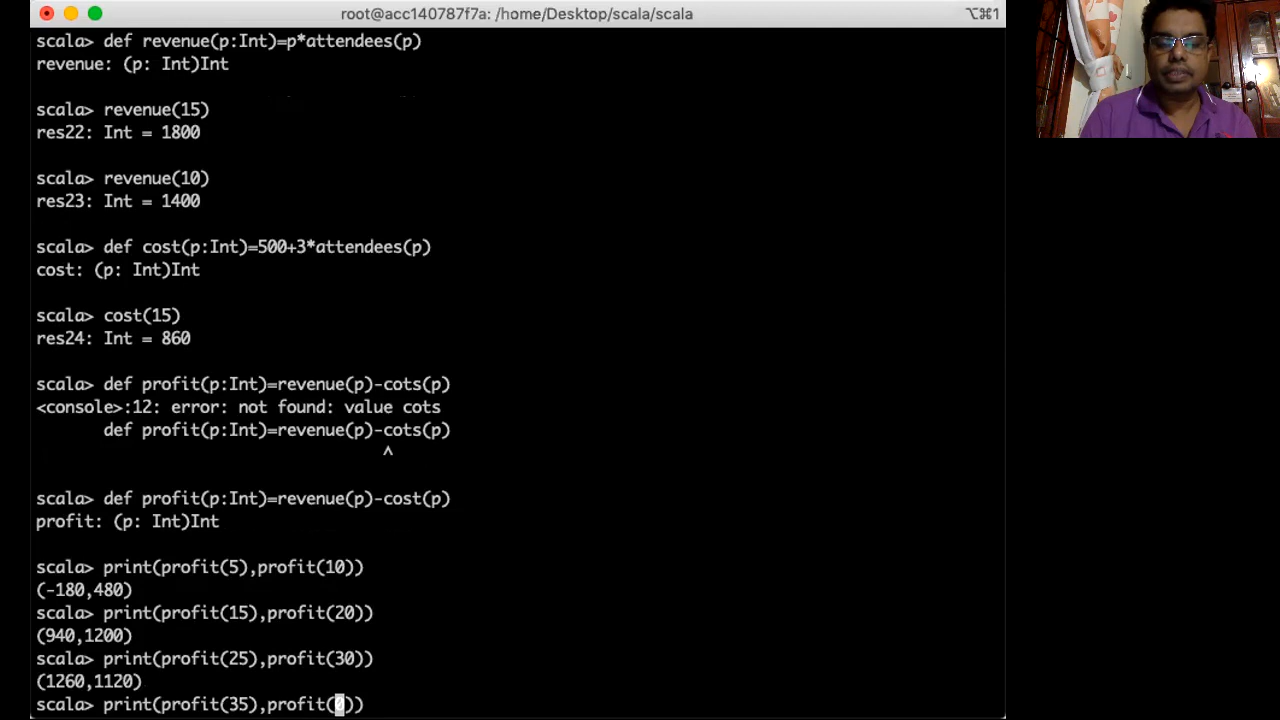 root@acc140787f7a: /home/Desktop/scala/scala
⌥⌘1
scala> def revenue(p:Int)=p*attendees(p)
revenue: (p: Int)Int
scala> revenue(15)
res22: Int = 1800
scala> revenue(10)
res23: Int = 1400
scala> def cost(p:Int)=500+3*attendees(p)
cost: (p: Int)Int
scala> cost(15)
res24: Int = 860
scala> def profit(p:Int)=revenue(p)-cots(p)
<console>:12: error: not found: value cots
def profit(p:Int)=revenue(p)-cots(p)
^
scala> def profit(p:Int)=revenue(p)-cost(p)
profit: (p: Int)Int
scala> print(profit(5),profit(10))
(-180,480)
scala> print(profit(15),profit(20))
(940,1200)
scala> print(profit(25),profit(30))
(1260,1120)
scala> print(profit(35),profit(0))